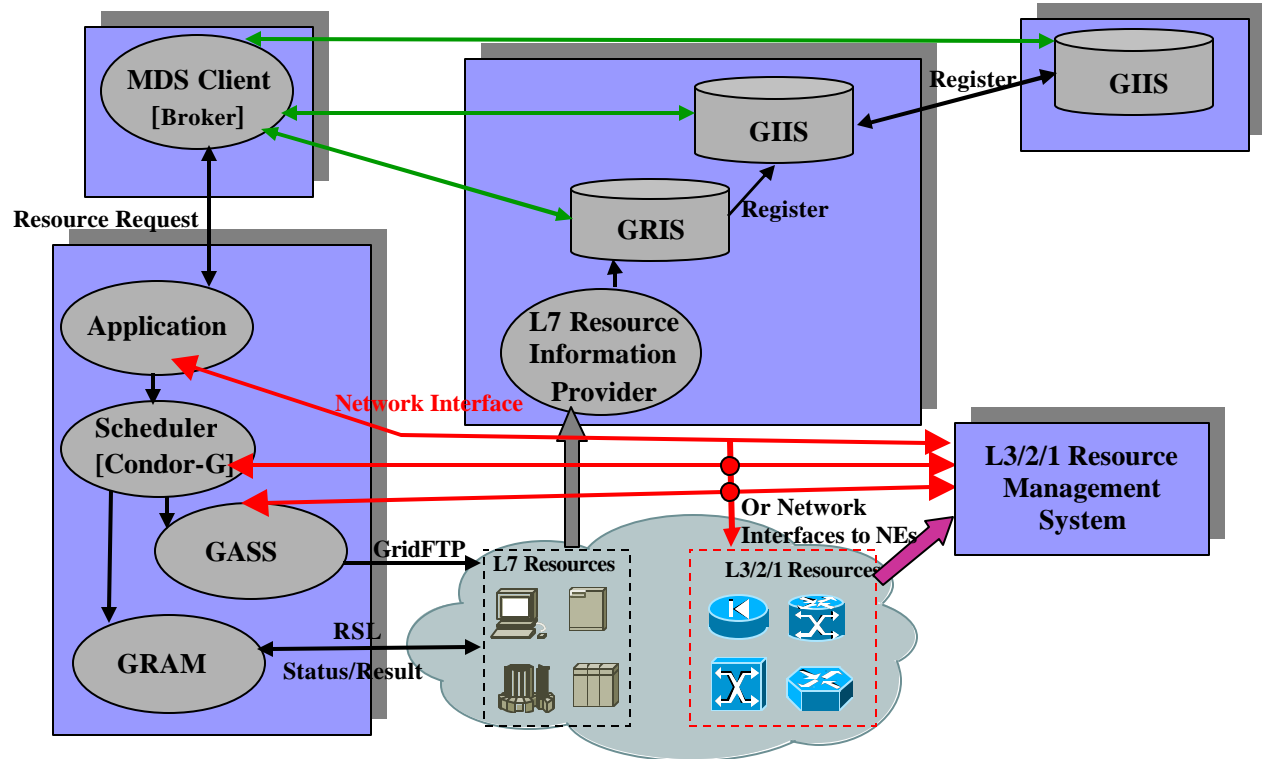 MDS Client
[Broker]
GIIS
Register
GIIS
Register
GRIS
Resource Request
Application
L7 Resource
Information
Provider
Network Interface
Scheduler
[Condor-G]
L3/2/1 Resource
Management
System
Or Network
Interfaces to NEs
GASS
GridFTP
L7 Resources
L3/2/1 Resources
RSL
Status/Result
GRAM